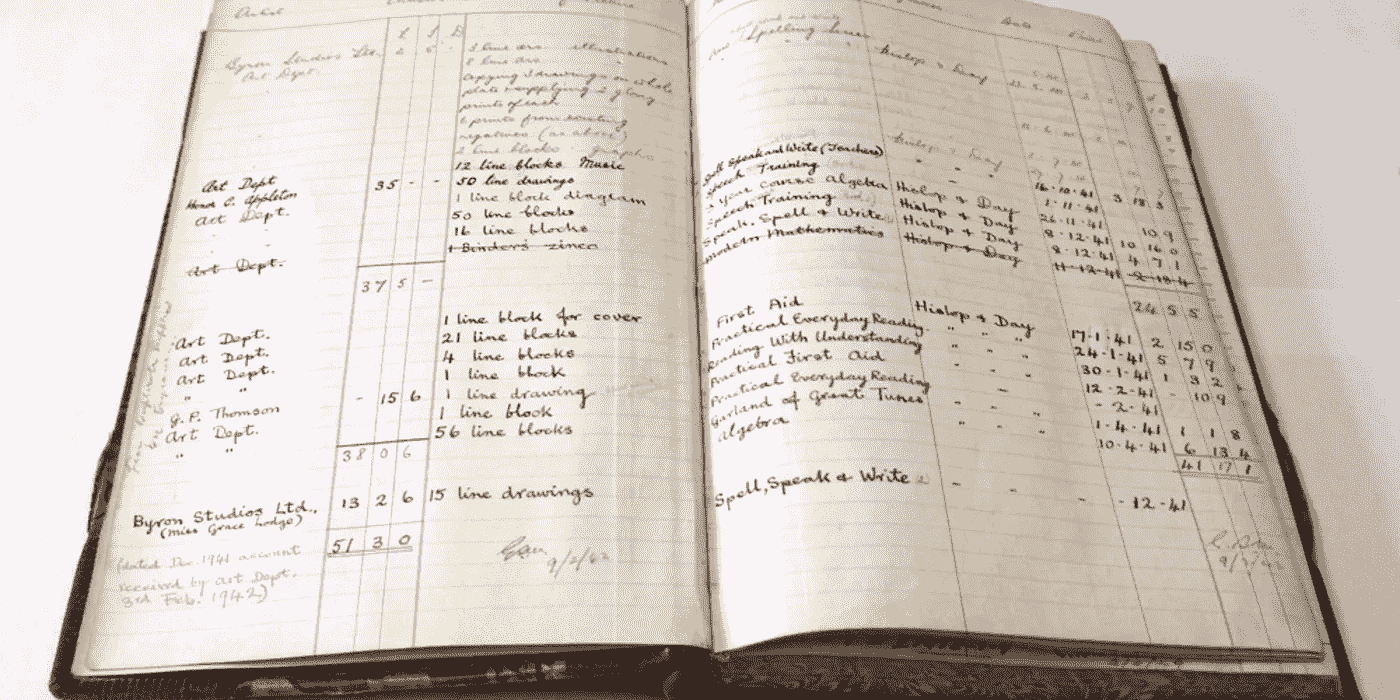 Artist
Byron Studios Ltd.
Art Dept.
£ s D
3 line drs. illustrations
8 line drs.
copying 3 drawings on whole
plate & supplying 2 glossy
prints of each
6 prints from existing
negatives (as above)
2 line blocks graphs
12 line blocks Music
Art Dept 35 - - 50 line drawings
Honor C. Appleton 1 line block diagram
Art Dept. 50 line blocks
" " 16 line blocks
Art Dept. 1 Binders zinco
37 5 -
1 line block for cover
Art Dept. 21 line blocks
Art Dept. 4 line blocks
Art Dept. 1 line block
" " - 15 6 1 line drawing
G. P. Thomson 1 line block
Art Dept. 56 line blocks
" "
38 0 6
Byron Studios Ltd., 13 2 6 15 line drawings
(Miss Grace Lodge)
51 3 0
(dated Dec. 1941 account
received by Art Dept.
3rd Feb. 1942)
9/2/42
Date
Spelling
Hislop & Day
Hislop & Day
Spell Speak and Write (Teachers) " "
Speech Training " 16.10.41 3 18 3
3 year course algebra Hislop & Day 1.11.41
Speech Training Hislop & Day 26.11.41 10 9
Speak, Spell & Write Hislop & Day 8.12.41 10 16 0
Modern Mathematics Hislop & Day 8.12.41 4 7 1
Hislop & Day 11.12.41 2 18 4
24 5 5
First Aid Hislop & Day 17.1.41 2 15 0
Practical Everyday Reading " " " 24.1.41 5 7 9
Reading With Understanding " " " 30.1.41 1 3 2
Practical First Aid " " " 12.2.41 - 10 9
Practical Everyday Reading - 2.41
Garland of Grant Tunes " " " 1.4.41 1 1 8
Algebra " " " 10.4.41 6 13 4
41 17 1
Spell, Speak & Write 2 - - - - 12.41